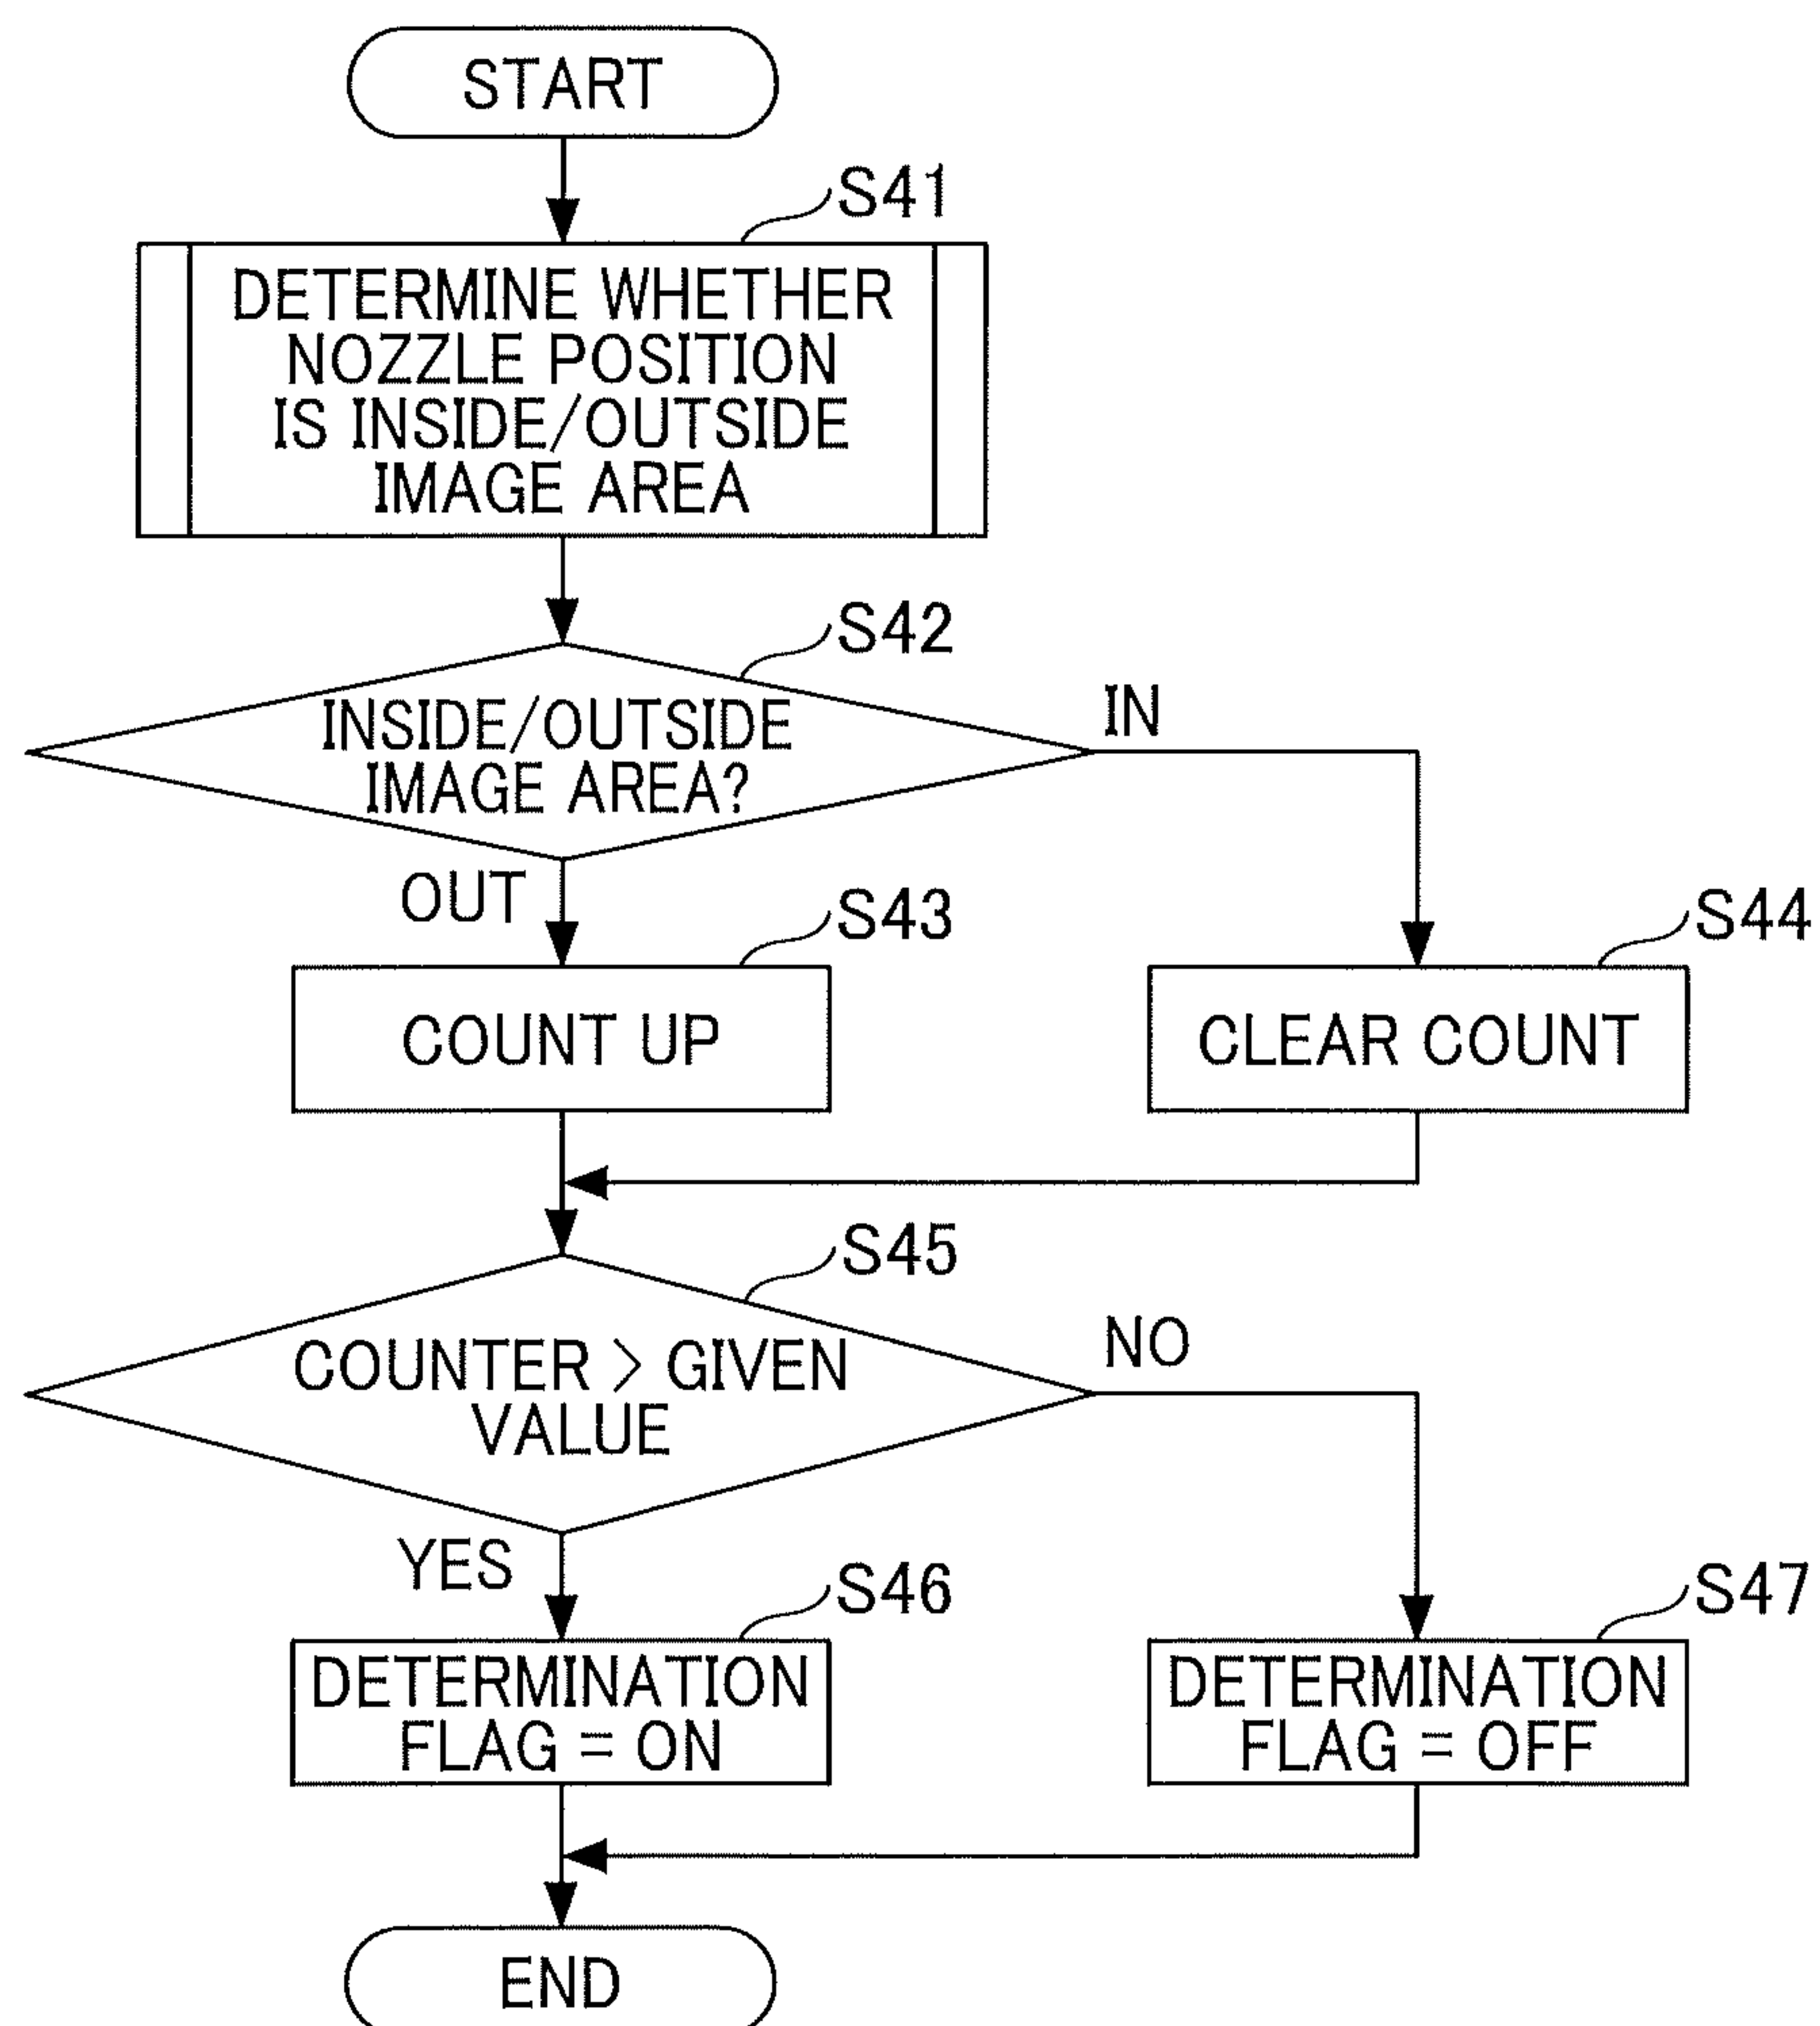 START
S41
DETERMINE WHETHER
NOZZLE POSITION
IS INSIDE/OUTSIDE
IMAGE AREA
S42
INSIDE/OUTSIDE
IMAGE AREA?
IN
OUT
S43
S44
COUNT UP
CLEAR COUNT
S45
COUNTER > GIVEN
VALUE
NO
YES
S46
S47
DETERMINATION
FLAG = ON
DETERMINATION
FLAG = OFF
END